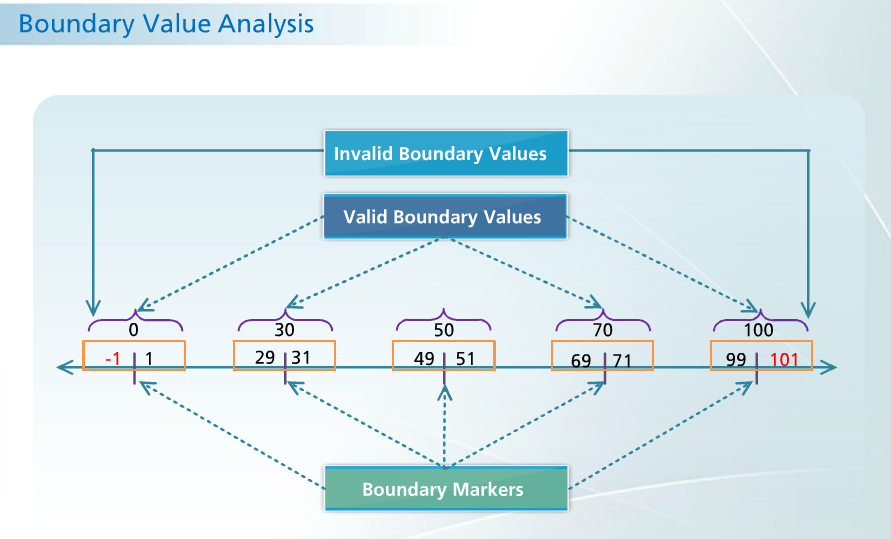 Boundary Value Analysis
Invalid Boundary Values
Valid Boundary Values
0 30 50 70 100
-1 1 29 31 49 51 69 71 99 101
Boundary Markers